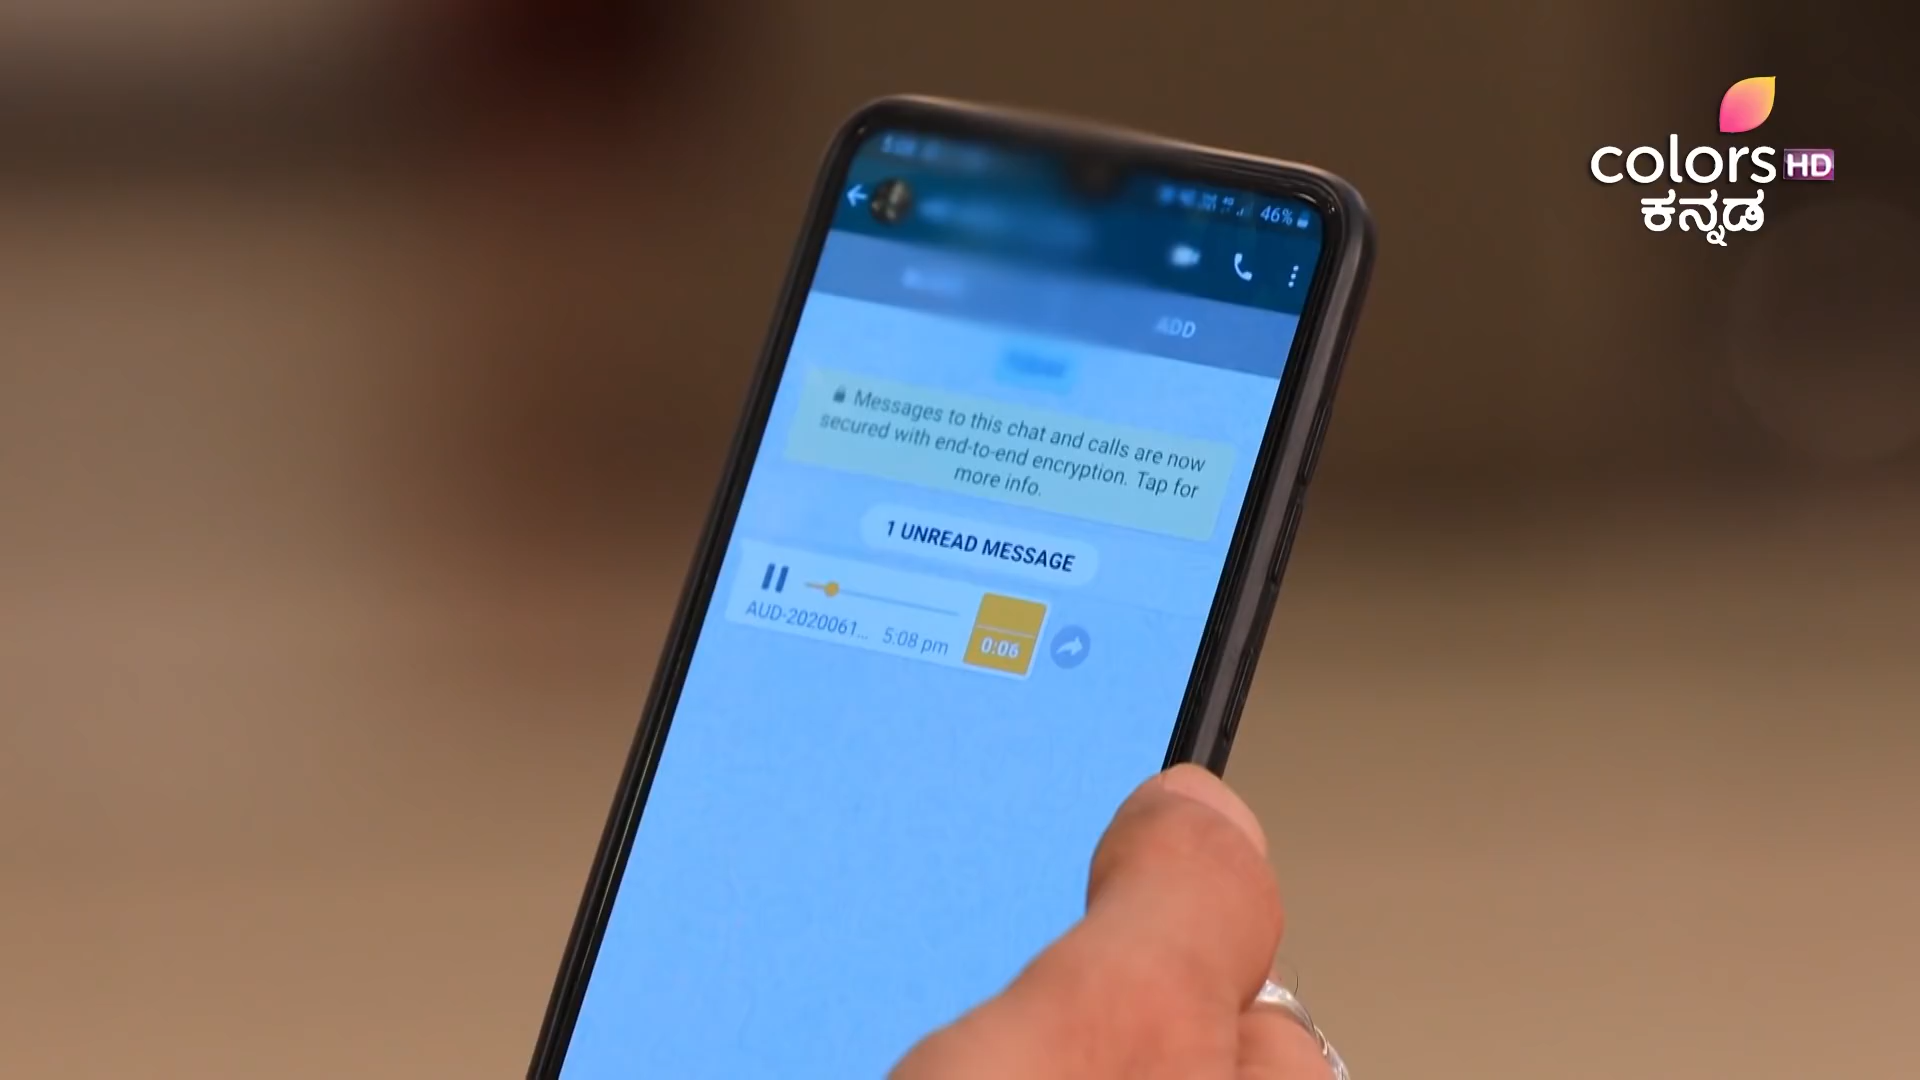 colors HD
ಕನ್ನಡ
46%
ADD
Messages to this chat and calls are now
secured with end-to-end encryption. Tap for
more info.
1 UNREAD MESSAGE
AUD-2020061... 5:08 pm
0:06